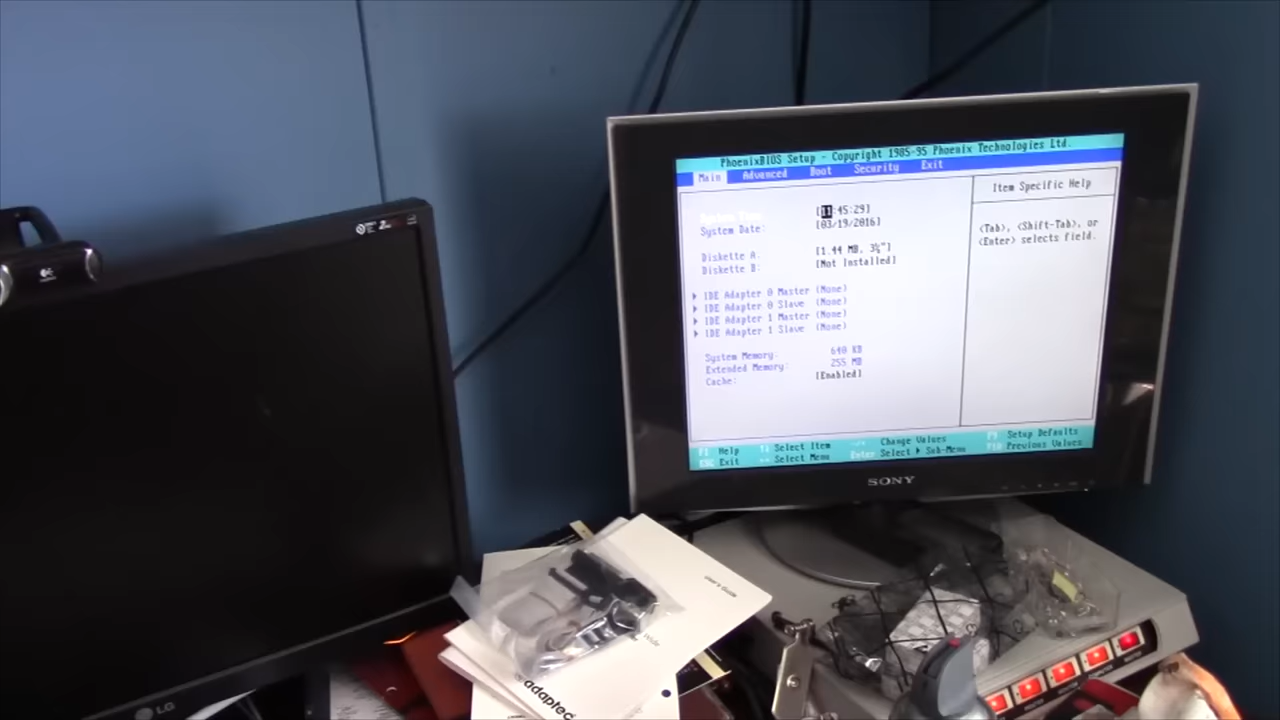 PhoenixBIOS Setup - Copyright 1985-95 Phoenix Technologies Ltd.
Main Advanced Boot Security Exit
System Time: [11:45:29]
System Date: [03/19/2016]
Diskette A: [1.44 MB, 3½"]
Diskette B: [Not Installed]
IDE Adapter 0 Master (None)
IDE Adapter 0 Slave (None)
IDE Adapter 1 Master (None)
IDE Adapter 1 Slave (None)
System Memory: 640 KB
Extended Memory: 255 MB
Cache: [Enabled]
Item Specific Help
<Tab>, <Shift-Tab>, or
<Enter> selects field.
F1 Help ↑↓ Select Item -/+ Change Values F9 Setup Defaults
ESC Exit ←→ Select Menu Enter Select ▶ Sub-Menu F10 Previous Values
SONY
LG
User's Guide
Wide
adaptec